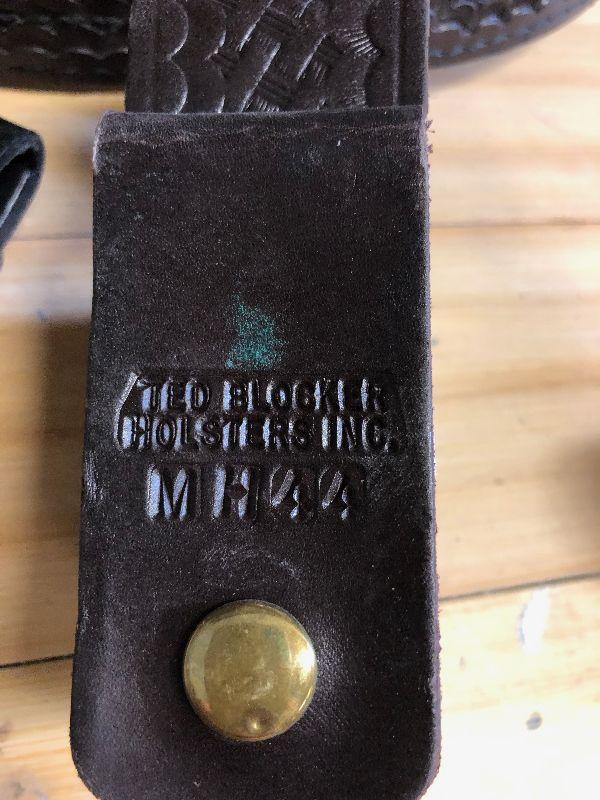 TED BLOCKER
HOLSTERS INC.
MH44